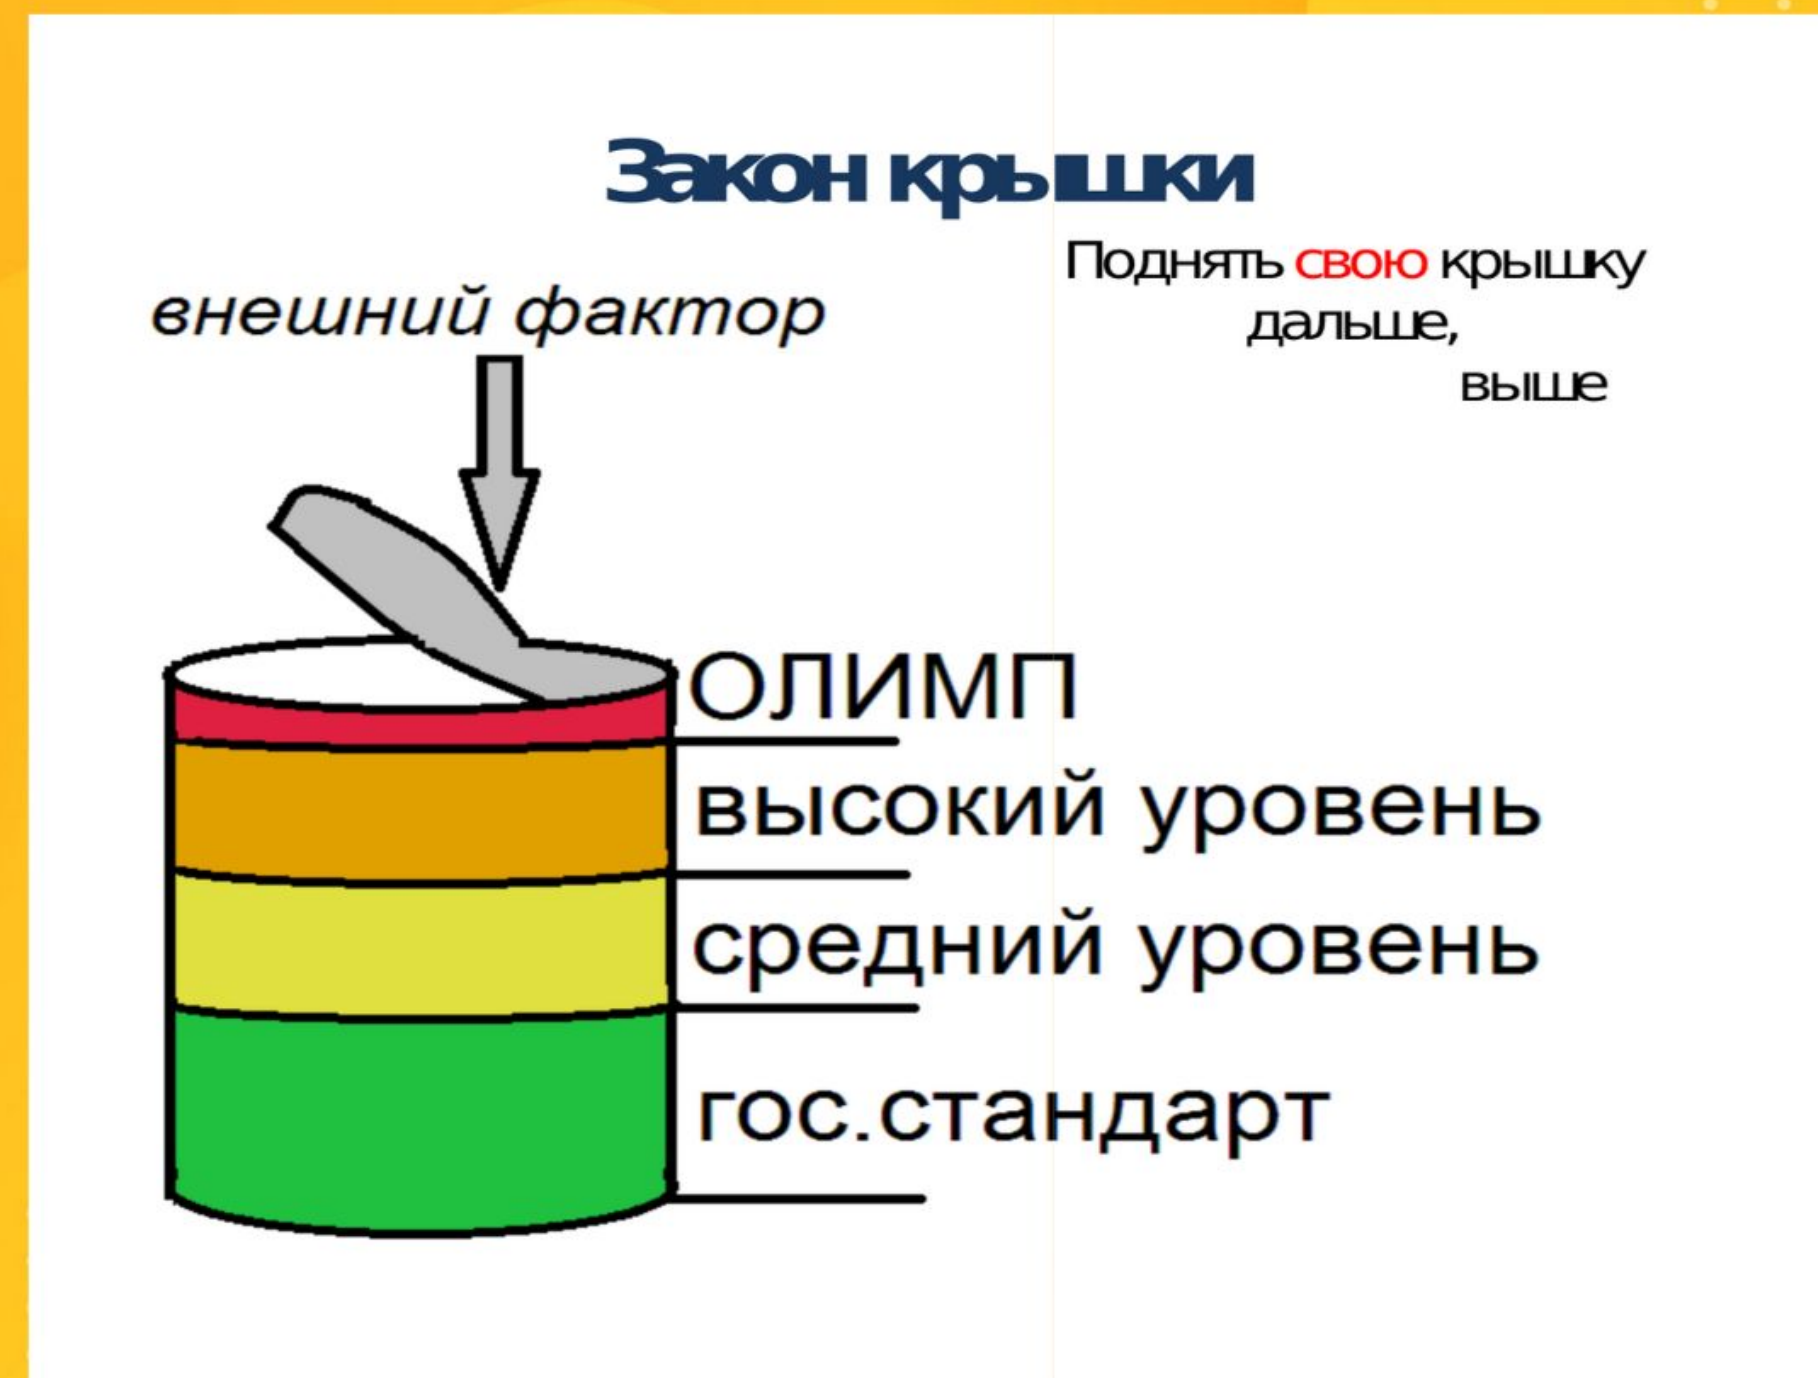 Закон крышки
Поднять свою крышку
дальше,
выше
внешний фактор
ОЛИМП
высокий уровень
средний уровень
гос.стандарт